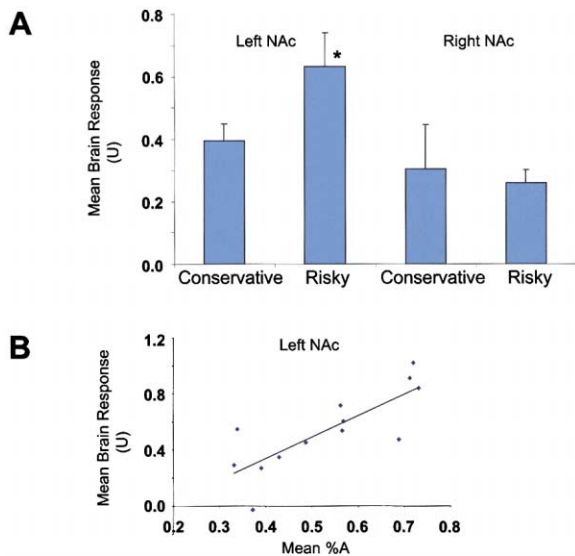 A
Mean Brain Response
(U)
0.8
0.6
0.4
0.2
0.0
Left NAc
Right NAc
*
Conservative Risky Conservative Risky
B
Mean Brain Response
(U)
1.2
0.8
0.4
0.0
Left NAc
0.2 0.3 0.4 0.5 0.6 0.7 0.8
Mean %A